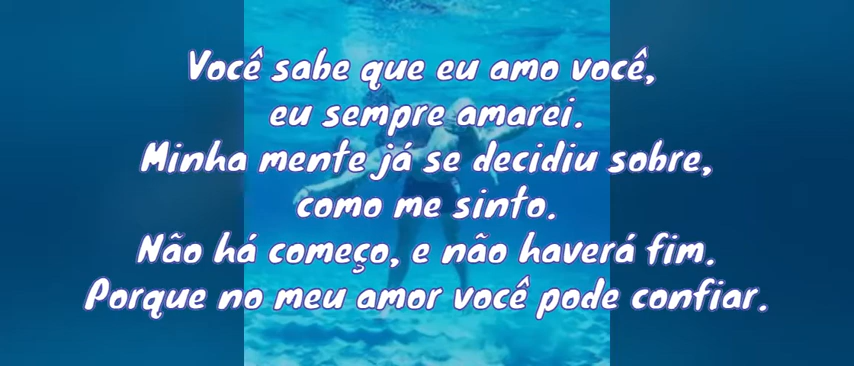 Você sabe que eu amo você,
eu sempre amarei.
Minha mente já se decidiu sobre,
como me sinto.
Não há começo, e não haverá fim.
Porque no meu amor você pode confiar.